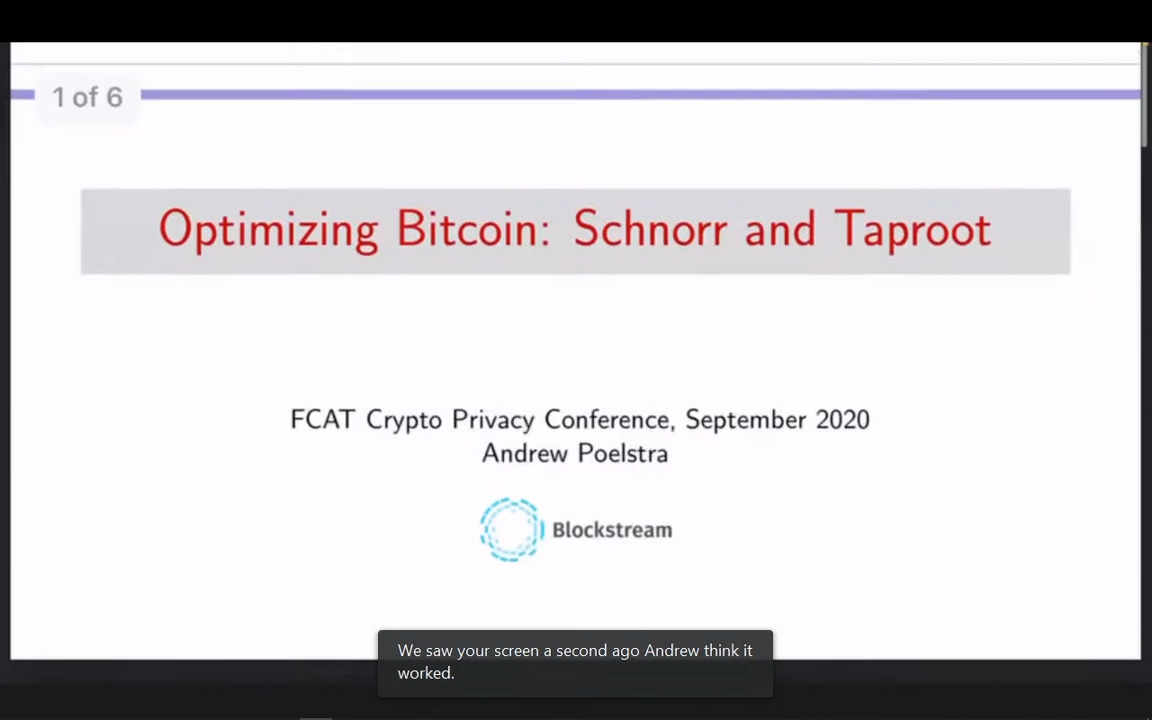 1 of 6
Optimizing Bitcoin: Schnorr and Taproot
FCAT Crypto Privacy Conference, September 2020
Andrew Poelstra
Blockstream
We saw your screen a second ago Andrew think it
worked.